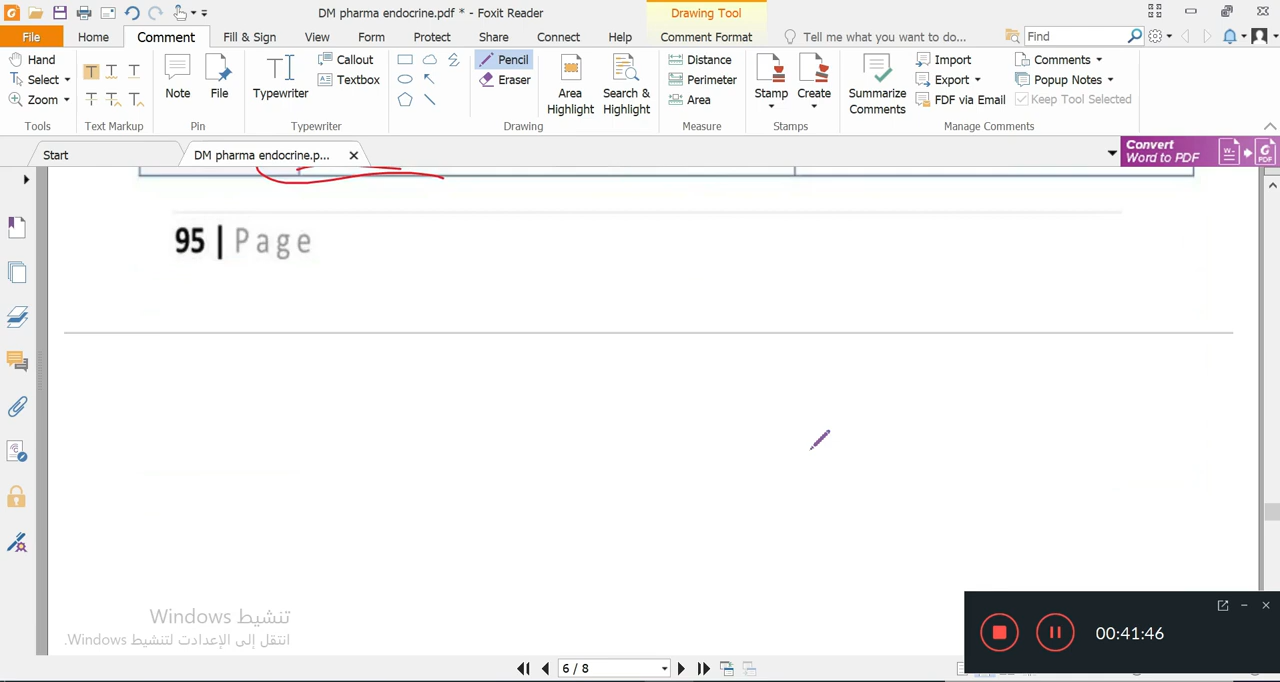 DM pharma endocrine.pdf * - Foxit Reader
Drawing Tool
File Home Comment Fill & Sign View Form Protect Share Connect Help Comment Format Tell me what you want to do... Find
Hand
Select
Zoom
Tools
Text Markup
Note
File
Pin
Typewriter
Callout
Textbox
Typewriter
Pencil
Eraser
Area
Highlight
Search &
Highlight
Drawing
Distance
Perimeter
Area
Measure
Stamp
Create
Stamps
Summarize
Comments
Import
Export
FDF via Email
Comments
Popup Notes
Keep Tool Selected
Manage Comments
Start
DM pharma endocrine.p...
Convert
Word to PDF
95 | Page
تنشيط Windows
انتقل إلى الإعدادت لتنشيط Windows.
00:41:46
6 / 8